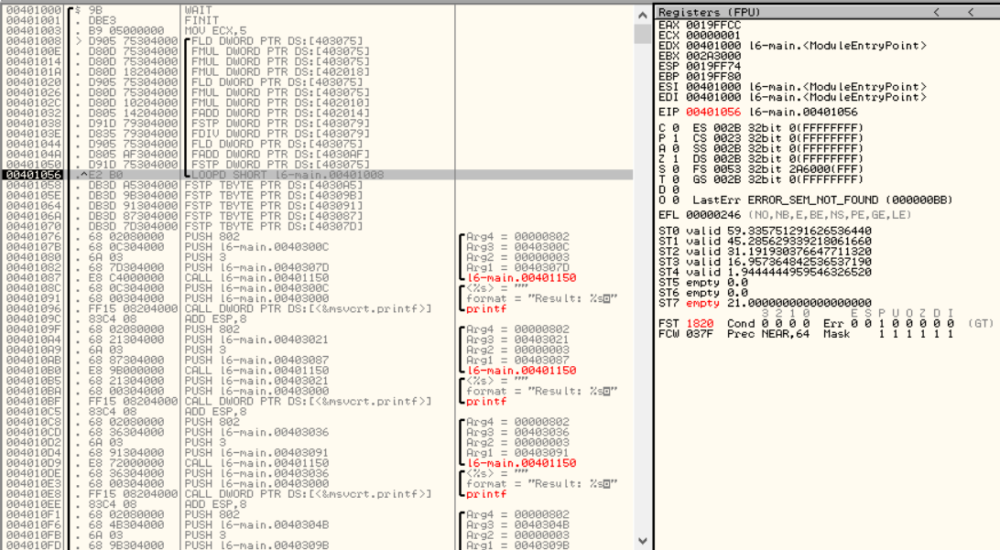 00401000 $ 9B WAIT
00401001 . DBE3 FINIT
00401003 . B9 05000000 MOV ECX,5
00401008 > D905 75304000 FLD DWORD PTR DS:[403075]
0040100E . D80D 75304000 FMUL DWORD PTR DS:[403075]
00401014 . D80D 75304000 FMUL DWORD PTR DS:[403075]
0040101A . D80D 18204000 FMUL DWORD PTR DS:[402018]
00401020 . D905 75304000 FLD DWORD PTR DS:[403075]
00401026 . D80D 75304000 FMUL DWORD PTR DS:[403075]
0040102C . D80D 10204000 FMUL DWORD PTR DS:[402010]
00401032 . D805 14204000 FADD DWORD PTR DS:[402014]
00401038 . D91D 79304000 FSTP DWORD PTR DS:[403079]
0040103E . D835 79304000 FDIV DWORD PTR DS:[403079]
00401044 . D905 75304000 FLD DWORD PTR DS:[403075]
0040104A . D805 AF304000 FADD DWORD PTR DS:[4030AF]
00401050 . D91D 75304000 FSTP DWORD PTR DS:[403075]
00401056 .^E2 B0 LOOPD SHORT l6-main.00401008
00401058 . DB3D A5304000 FSTP TBYTE PTR DS:[4030A5]
0040105E . DB3D 9B304000 FSTP TBYTE PTR DS:[40309B]
00401064 . DB3D 91304000 FSTP TBYTE PTR DS:[403091]
0040106A . DB3D 87304000 FSTP TBYTE PTR DS:[403087]
00401070 . DB3D 7D304000 FSTP TBYTE PTR DS:[40307D]
00401076 . 68 02080000 PUSH 802 Arg4 = 00000802
0040107B . 68 0C304000 PUSH l6-main.0040300C Arg3 = 0040300C
00401080 . 6A 03 PUSH 3 Arg2 = 00000003
00401082 . 68 7D304000 PUSH l6-main.0040307D Arg1 = 0040307D
00401087 . E8 C4000000 CALL l6-main.00401150 l6-main.00401150
0040108C . 68 0C304000 PUSH l6-main.0040300C <%s> = ""
00401091 . 68 00304000 PUSH l6-main.00403000 format = "Result: %s◙"
00401096 . FF15 08204000 CALL DWORD PTR DS:[<&msvcrt.printf>] printf
0040109C . 83C4 08 ADD ESP,8
0040109F . 68 02080000 PUSH 802 Arg4 = 00000802
004010A4 . 68 21304000 PUSH l6-main.00403021 Arg3 = 00403021
004010A9 . 6A 03 PUSH 3 Arg2 = 00000003
004010AB . 68 87304000 PUSH l6-main.00403087 Arg1 = 00403087
004010B0 . E8 9B000000 CALL l6-main.00401150 l6-main.00401150
004010B5 . 68 21304000 PUSH l6-main.00403021 <%s> = ""
004010BA . 68 00304000 PUSH l6-main.00403000 format = "Result: %s◙"
004010BF . FF15 08204000 CALL DWORD PTR DS:[<&msvcrt.printf>] printf
004010C5 . 83C4 08 ADD ESP,8
004010C8 . 68 02080000 PUSH 802 Arg4 = 00000802
004010CD . 68 36304000 PUSH l6-main.00403036 Arg3 = 00403036
004010D2 . 6A 03 PUSH 3 Arg2 = 00000003
004010D4 . 68 91304000 PUSH l6-main.00403091 Arg1 = 00403091
004010D9 . E8 72000000 CALL l6-main.00401150 l6-main.00401150
004010DE . 68 36304000 PUSH l6-main.00403036 <%s> = ""
004010E3 . 68 00304000 PUSH l6-main.00403000 format = "Result: %s◙"
004010E8 . FF15 08204000 CALL DWORD PTR DS:[<&msvcrt.printf>] printf
004010EE . 83C4 08 ADD ESP,8
004010F1 . 68 02080000 PUSH 802 Arg4 = 00000802
004010F6 . 68 4B304000 PUSH l6-main.0040304B Arg3 = 0040304B
004010FB . 6A 03 PUSH 3 Arg2 = 00000003
004010FD . 68 9B304000 PUSH l6-main.0040309B Arg1 = 0040309B
Registers (FPU) < <
EAX 0019FFCC
ECX 00000001
EDX 00401000 l6-main.<ModuleEntryPoint>
EBX 002A3000
ESP 0019FF74
EBP 0019FF80
ESI 00401000 l6-main.<ModuleEntryPoint>
EDI 00401000 l6-main.<ModuleEntryPoint>
EIP 00401056 l6-main.00401056
C 0 ES 002B 32bit 0(FFFFFFFF)
P 1 CS 0023 32bit 0(FFFFFFFF)
A 0 SS 002B 32bit 0(FFFFFFFF)
Z 1 DS 002B 32bit 0(FFFFFFFF)
S 0 FS 0053 32bit 2A6000(FFF)
T 0 GS 002B 32bit 0(FFFFFFFF)
D 0
O 0 LastErr ERROR_SEM_NOT_FOUND (000000BB)
EFL 00000246 (NO,NB,E,BE,NS,PE,GE,LE)
ST0 valid 59.335751291626536440
ST1 valid 45.285629339218061660
ST2 valid 31.191930376647711320
ST3 valid 16.957364842536537190
ST4 valid 1.9444444959546326520
ST5 empty 0.0
ST6 empty 0.0
ST7 empty 21.000000000000000000
3 2 1 0 E S P U O Z D I
FST 1820 Cond 0 0 0 0 Err 0 0 1 0 0 0 0 0 (GT)
FCW 037F Prec NEAR,64 Mask 1 1 1 1 1 1